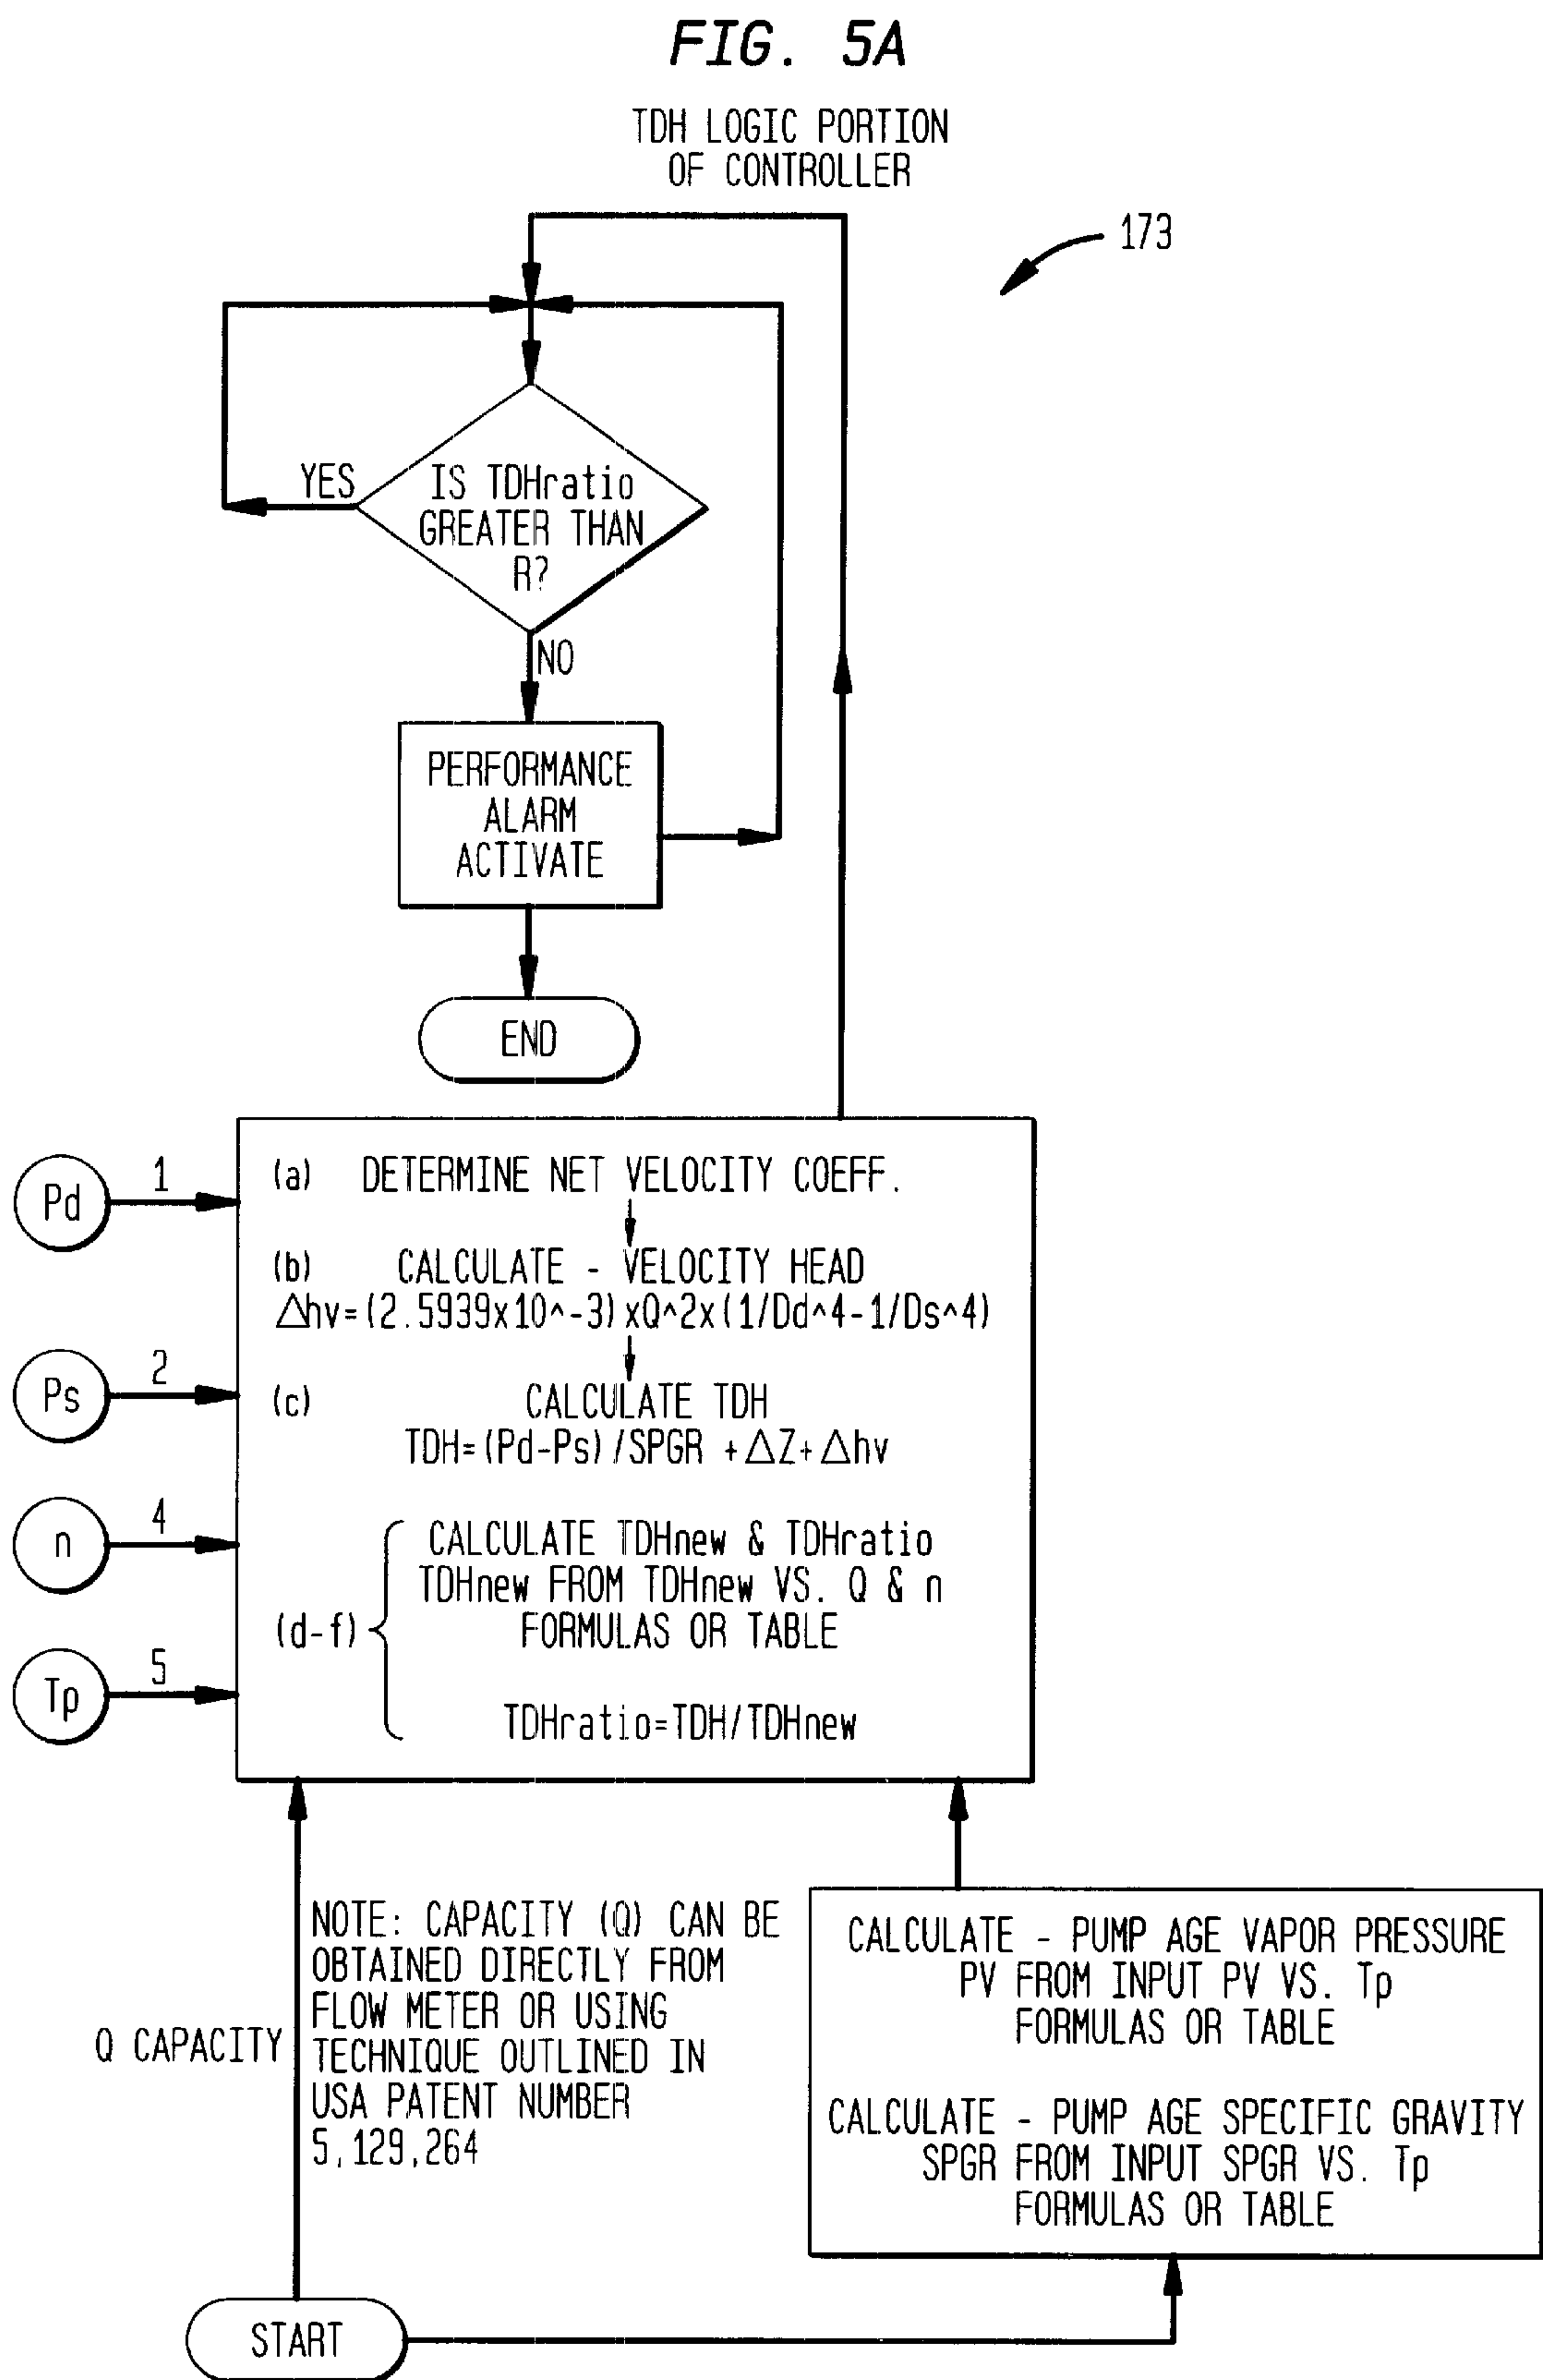 FIG. 5A
TDH LOGIC PORTION
OF CONTROLLER
173
YES
IS TDHratio
GREATER THAN
R?
NO
PERFORMANCE
ALARM
ACTIVATE
END
Pd
1
(a) DETERMINE NET VELOCITY COEFF.
(b) CALCULATE - VELOCITY HEAD
△hv=(2.5939x10^-3)xQ^2x(1/Dd^4-1/Ds^4)
Ps
2
(c) CALCULATE TDH
TDH=(Pd-Ps)/SPGR +△Z+△hv
n
4
(d-f)
CALCULATE TDHnew & TDHratio
TDHnew FROM TDHnew VS. Q & n
FORMULAS OR TABLE
Tp
5
TDHratio=TDH/TDHnew
Q CAPACITY
NOTE: CAPACITY (Q) CAN BE
OBTAINED DIRECTLY FROM
FLOW METER OR USING
TECHNIQUE OUTLINED IN
USA PATENT NUMBER
5,129,264
CALCULATE - PUMP AGE VAPOR PRESSURE
PV FROM INPUT PV VS. Tp
FORMULAS OR TABLE
CALCULATE - PUMP AGE SPECIFIC GRAVITY
SPGR FROM INPUT SPGR VS. Tp
FORMULAS OR TABLE
START